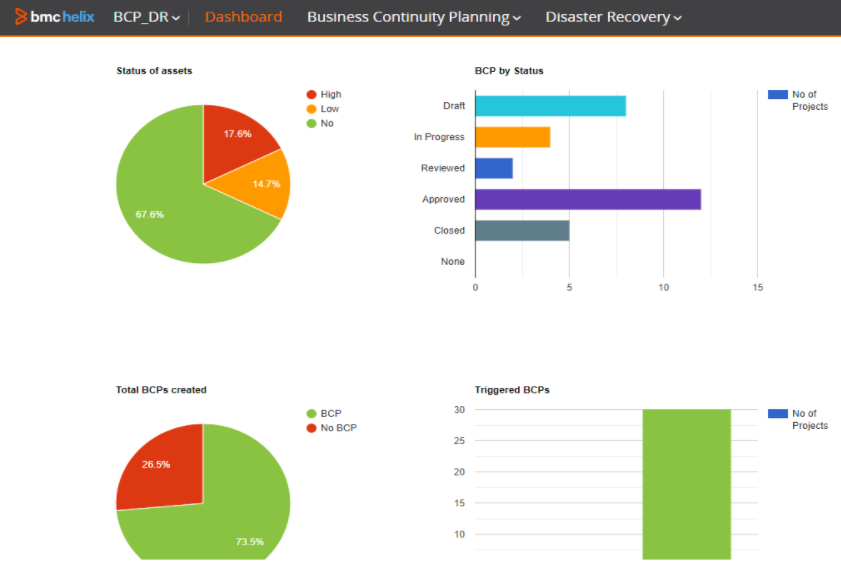 bmc helix BCP_DR Dashboard Business Continuity Planning Disaster Recovery
Status of assets
High
Low
No
17.6%
14.7%
67.6%
BCP by Status
Draft
In Progress
Reviewed
Approved
Closed
None
0 5 10 15
No of
Projects
Total BCPs created
BCP
No BCP
26.5%
73.5%
Triggered BCPs
30
25
20
15
10
No of
Projects